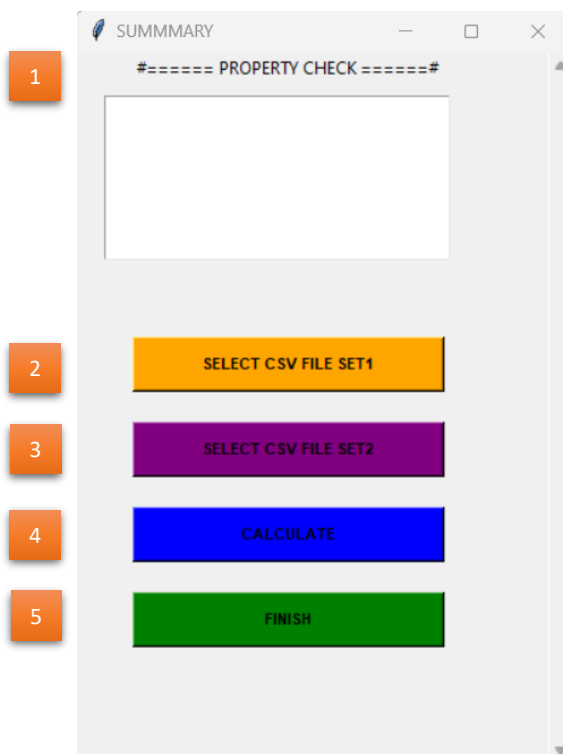 SUMMMARY
1
#====== PROPERTY CHECK ======#
2
SELECT CSV FILE SET1
3
SELECT CSV FILE SET2
4
CALCULATE
5
FINISH